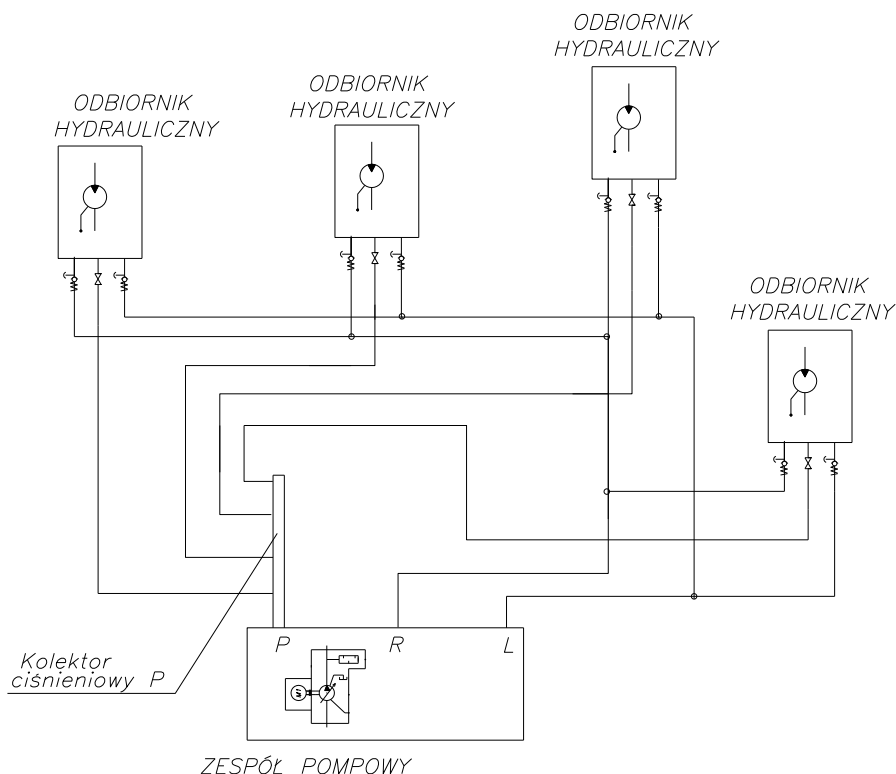 ODBIORNIK
HYDRAULICZNY
ODBIORNIK
HYDRAULICZNY
ODBIORNIK
HYDRAULICZNY
ODBIORNIK
HYDRAULICZNY
P
R
L
Kolektor
ciśnieniowy P
ZESPÓŁ POMPOWY